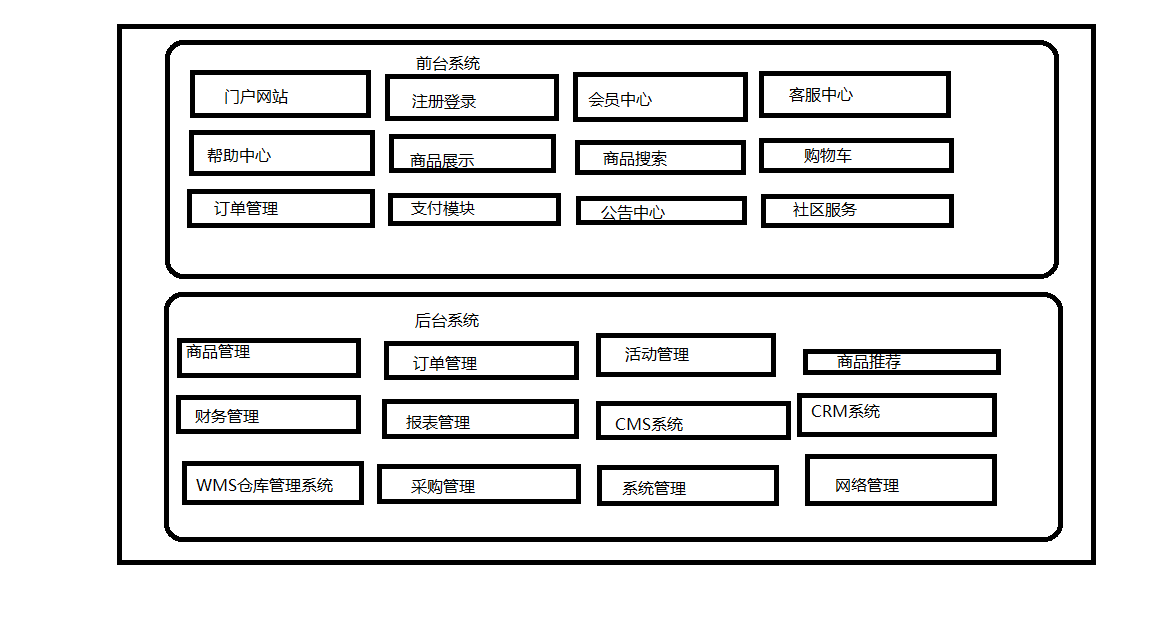 前台系统
门户网站
注册登录
会员中心
客服中心
帮助中心
商品展示
商品搜索
购物车
订单管理
支付模块
公告中心
社区服务
后台系统
商品管理
订单管理
活动管理
商品推荐
财务管理
报表管理
CMS系统
CRM系统
WMS仓库管理系统
采购管理
系统管理
网络管理